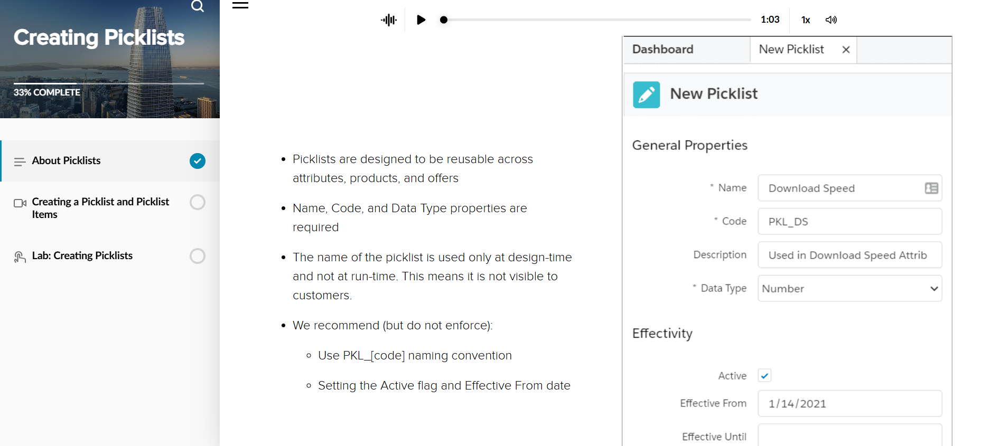 Creating Picklists
33% COMPLETE
About Picklists
Creating a Picklist and Picklist
Items
Lab: Creating Picklists
1:03
1x
Picklists are designed to be reusable across
attributes, products, and offers
Name, Code, and Data Type properties are
required
The name of the picklist is used only at design-time
and not at run-time. This means it is not visible to
customers.
We recommend (but do not enforce):
Use PKL_[code] naming convention
Setting the Active flag and Effective From date
Dashboard
New Picklist
New Picklist
General Properties
* Name Download Speed
* Code PKL_DS
Description Used in Download Speed Attrib
* Data Type Number
Effectivity
Active
Effective From 1/14/2021
Effective Until